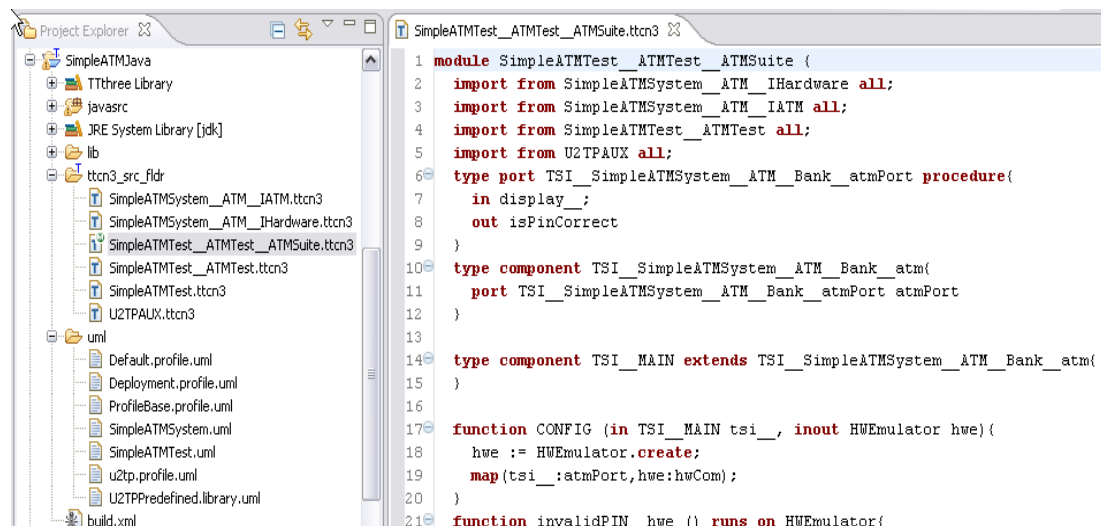 Project Explorer
SimpleATMJava
TTthree Library
javasrc
JRE System Library [jdk]
lib
ttcn3_src_fldr
SimpleATMSystem__ATM__IATM.ttcn3
SimpleATMSystem__ATM__IHardware.ttcn3
SimpleATMTest__ATMTest__ATMSuite.ttcn3
SimpleATMTest__ATMTest.ttcn3
SimpleATMTest.ttcn3
U2TPAUX.ttcn3
uml
Default.profile.uml
Deployment.profile.uml
ProfileBase.profile.uml
SimpleATMSystem.uml
SimpleATMTest.uml
u2tp.profile.uml
U2TPPredefined.library.uml
build.xml
SimpleATMTest__ATMTest__ATMSuite.ttcn3
1 module SimpleATMTest__ATMTest__ATMSuite {
2 import from SimpleATMSystem__ATM__IHardware all;
3 import from SimpleATMSystem__ATM__IATM all;
4 import from SimpleATMTest__ATMTest all;
5 import from U2TPAUX all;
6 type port TSI__SimpleATMSystem__ATM__Bank__atmPort procedure{
7 in display__;
8 out isPinCorrect
9 }
10 type component TSI__SimpleATMSystem__ATM__Bank__atm{
11 port TSI__SimpleATMSystem__ATM__Bank__atmPort atmPort
12 }
13
14 type component TSI__MAIN extends TSI__SimpleATMSystem__ATM__Bank__atm{
15 }
16
17 function CONFIG (in TSI__MAIN tsi__, inout HWEmulator hwe){
18 hwe := HWEmulator.create;
19 map(tsi__:atmPort,hwe:hwCom);
20 }
21 function invalidPIN__hwe () runs on HWEmulator{